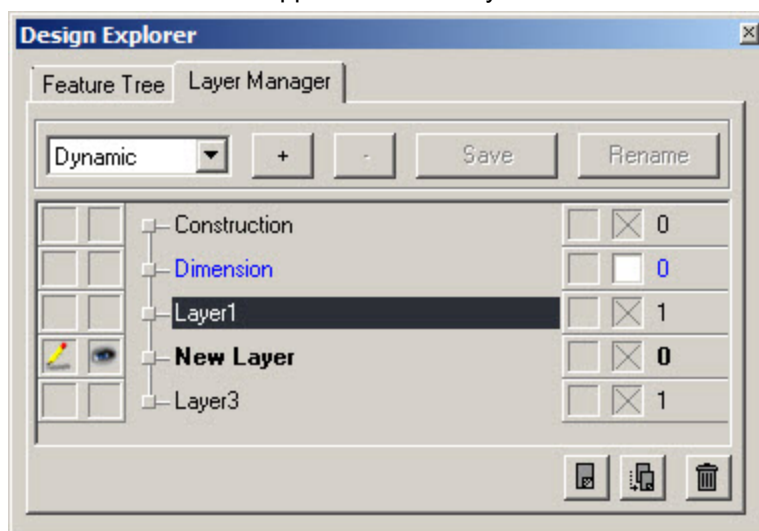 Design Explorer
Feature Tree Layer Manager
Dynamic + - Save Rename
Construction 0
Dimension 0
Layer1 1
New Layer 0
Layer3 1